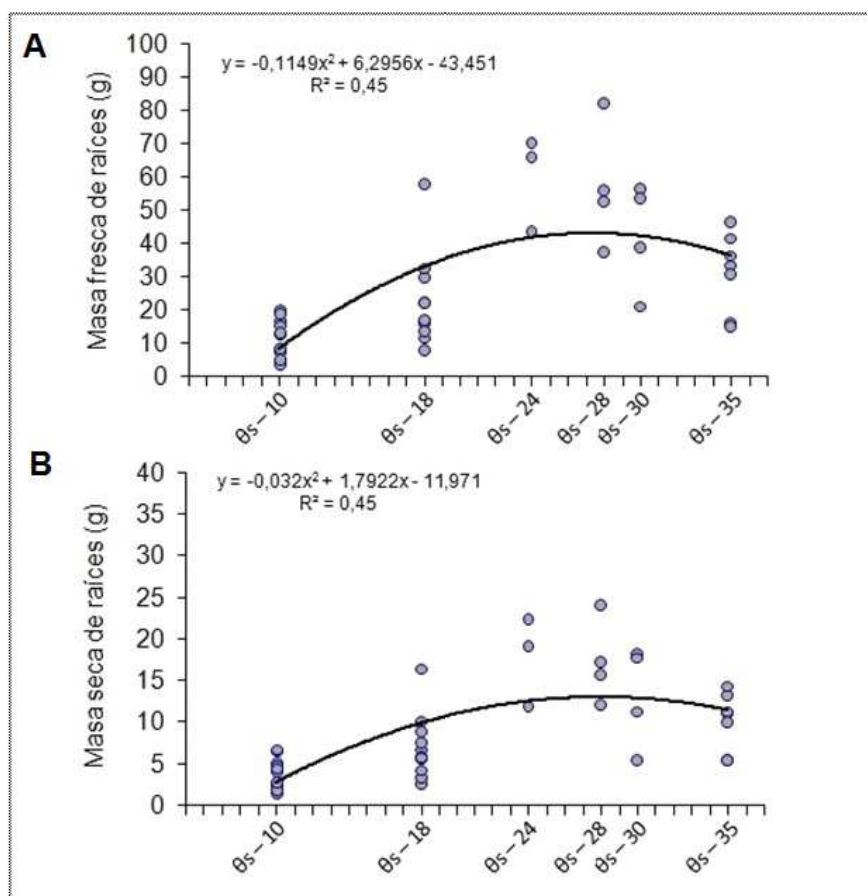 A
y = -0,1149x² + 6,2956x - 43,451
R² = 0,45
Masa fresca de raíces (g)
100
90
80
70
60
50
40
30
20
10
0
θs – 10
θs – 18
θs – 24
θs – 28
θs – 30
θs – 35
B
y = -0,032x² + 1,7922x - 11,971
R² = 0,45
Masa seca de raíces (g)
40
35
30
25
20
15
10
5
0
θs – 10
θs – 18
θs – 24
θs – 28
θs – 30
θs – 35